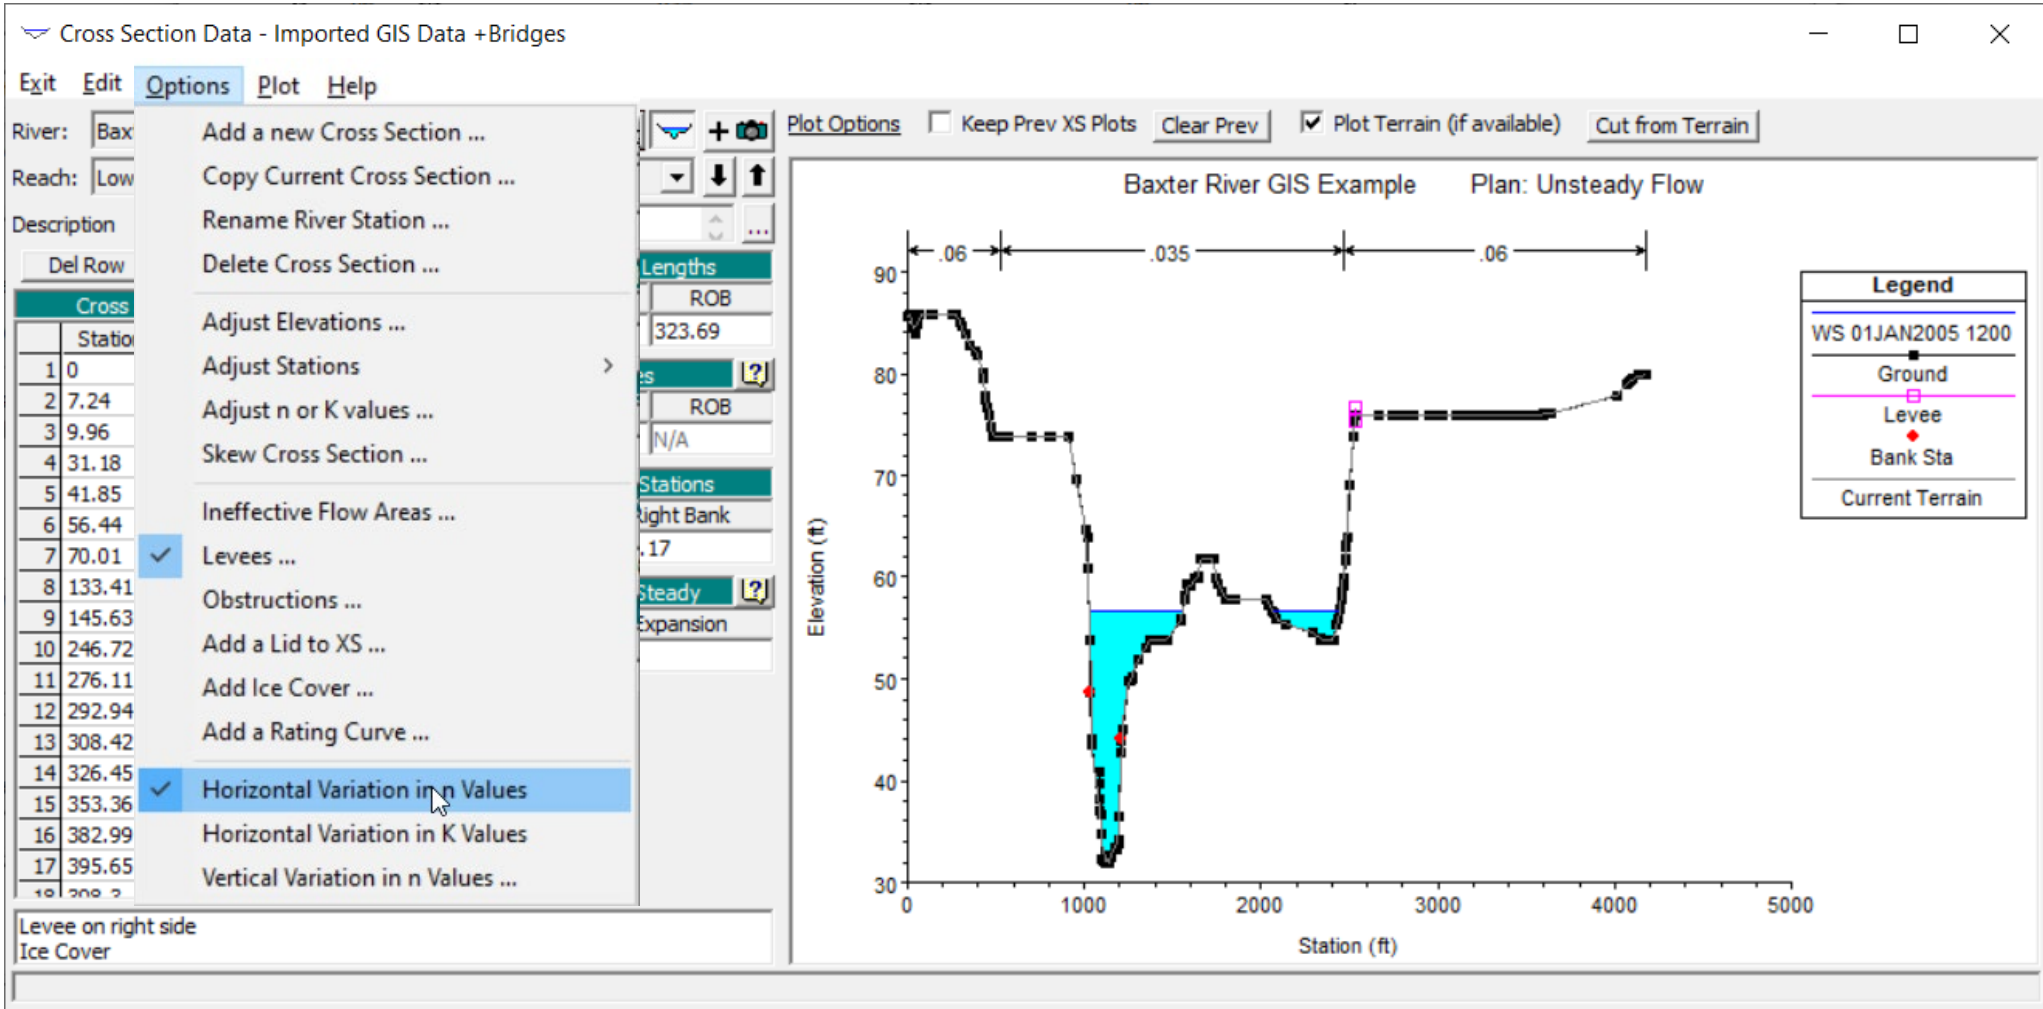 Cross Section Data - Imported GIS Data +Bridges
Exit Edit Options Plot Help
River: Bax
Reach: Low
Description
Del Row
Cross
Station
1 0
2 7.24
3 9.96
4 31.18
5 41.85
6 56.44
7 70.01
8 133.41
9 145.63
10 246.72
11 276.11
12 292.94
13 308.42
14 326.45
15 353.36
16 382.99
17 395.65
18 398.3
Add a new Cross Section ...
Copy Current Cross Section ...
Rename River Station ...
Delete Cross Section ...
Adjust Elevations ...
Adjust Stations
Adjust n or K values ...
Skew Cross Section ...
Ineffective Flow Areas ...
Levees ...
Obstructions ...
Add a Lid to XS ...
Add Ice Cover ...
Add a Rating Curve ...
Horizontal Variation in n Values
Horizontal Variation in K Values
Vertical Variation in n Values ...
...
Lengths
ROB
323.69
es
ROB
N/A
Stations
Right Bank
.17
Steady
Expansion
Levee on right side
Ice Cover
Plot Options Keep Prev XS Plots Clear Prev Plot Terrain (if available) Cut from Terrain
Baxter River GIS Example Plan: Unsteady Flow
.06 .035 .06
90
80
70
60
50
40
30
Elevation (ft)
0 1000 2000 3000 4000 5000
Station (ft)
Legend
WS 01JAN2005 1200
Ground
Levee
Bank Sta
Current Terrain